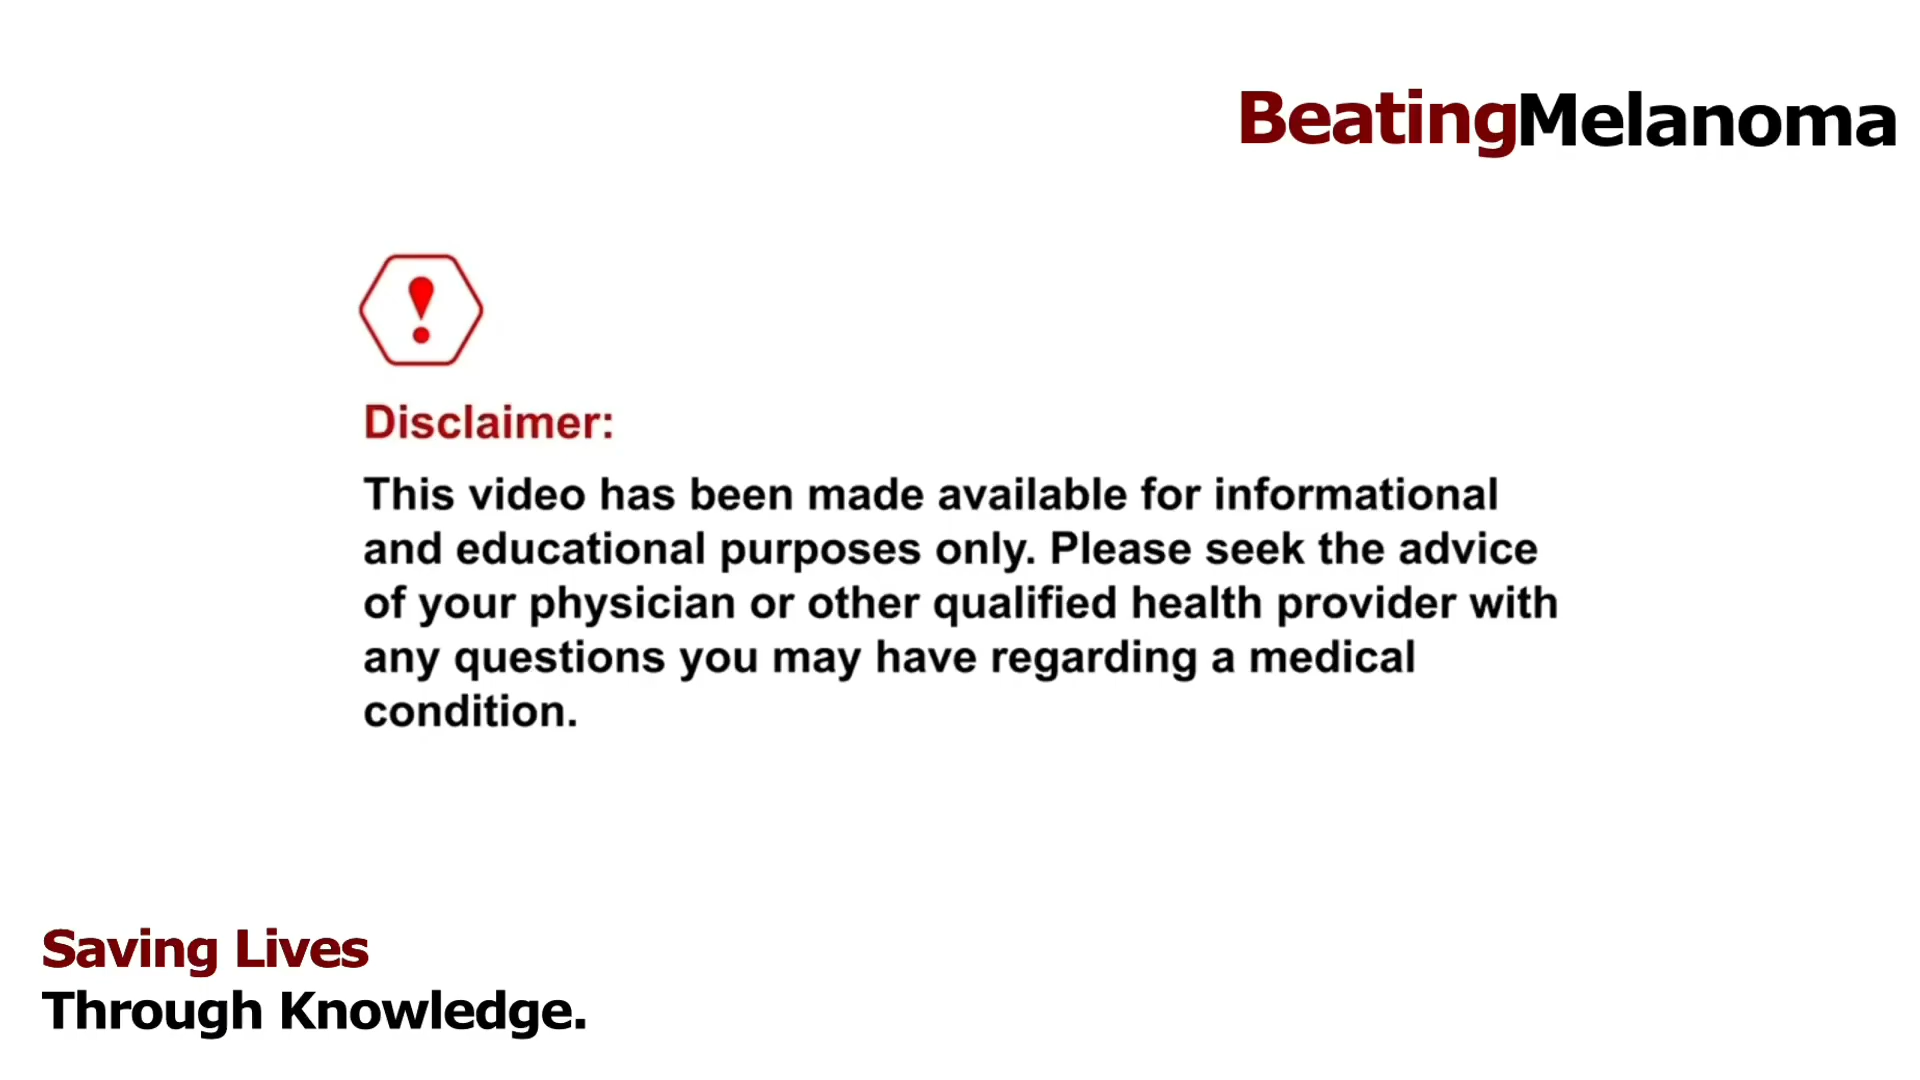 BeatingMelanoma
Disclaimer:
This video has been made available for informational
and educational purposes only. Please seek the advice
of your physician or other qualified health provider with
any questions you may have regarding a medical
condition.
Saving Lives
Through Knowledge.